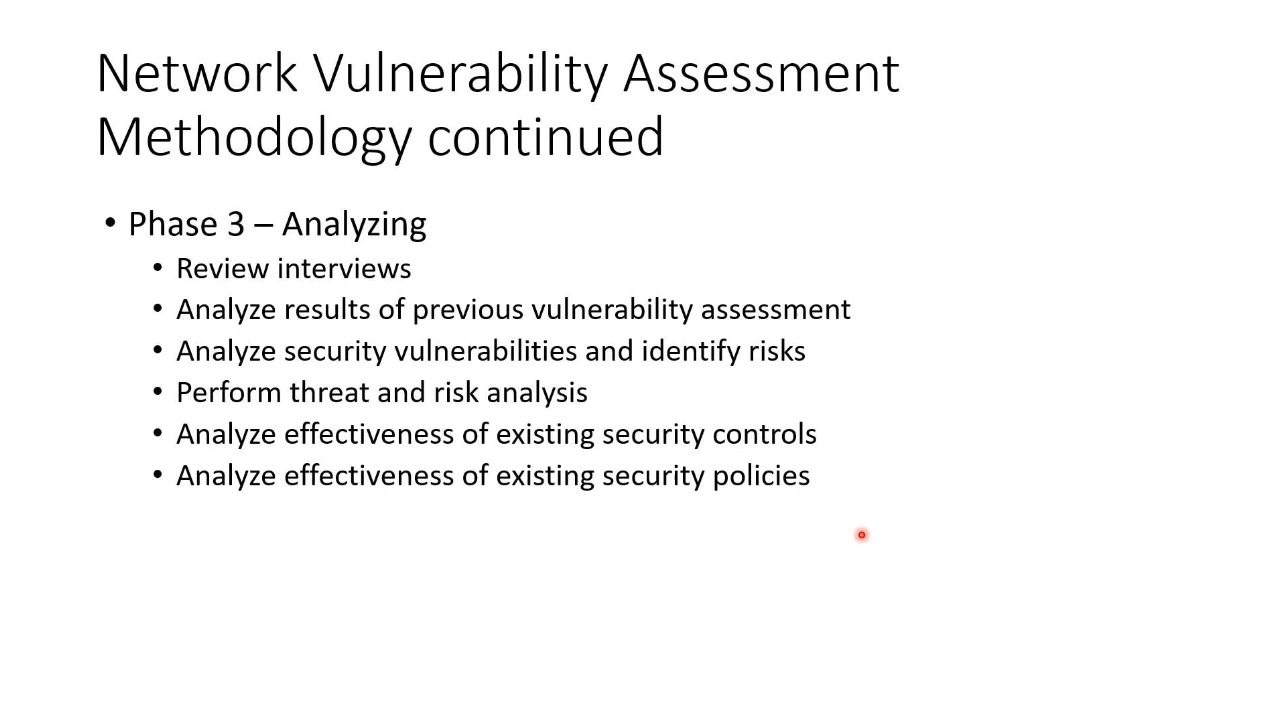 Network Vulnerability Assessment
Methodology continued
• Phase 3 – Analyzing
• Review interviews
• Analyze results of previous vulnerability assessment
• Analyze security vulnerabilities and identify risks
• Perform threat and risk analysis
• Analyze effectiveness of existing security controls
• Analyze effectiveness of existing security policies